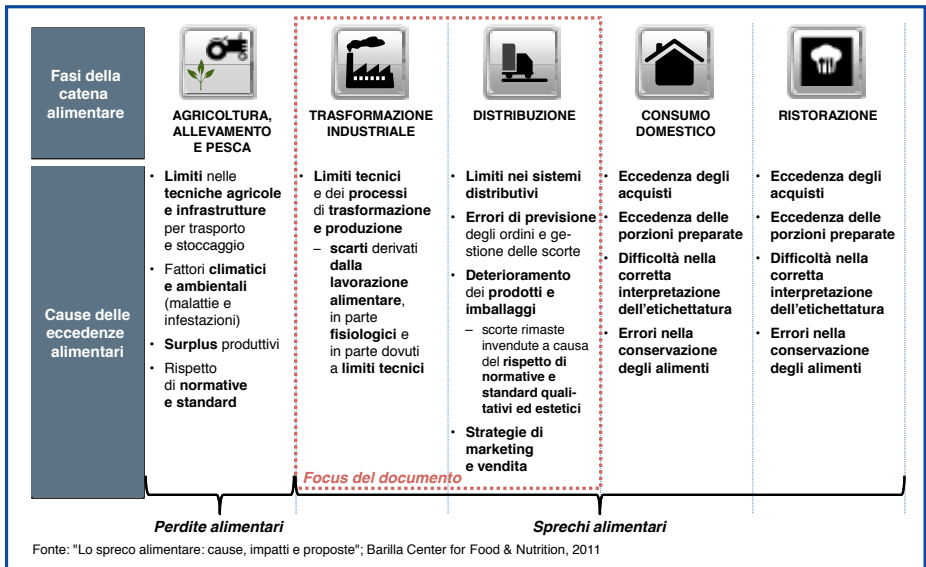 Fasi della
catena
alimentare
AGRICOLTURA,
ALLEVAMENTO
E PESCA
TRASFORMAZIONE
INDUSTRIALE
DISTRIBUZIONE
CONSUMO
DOMESTICO
RISTORAZIONE
Cause delle
eccedenze
alimentari
• Limiti nelle
tecniche agricole
e infrastrutture
per trasporto
e stoccaggio
• Fattori climatici
e ambientali
(malattie e
infestazioni)
• Surplus produttivi
• Rispetto
di normative
e standard
• Limiti tecnici
e dei processi
di trasformazione
e produzione
– scarti derivati
dalla
lavorazione
alimentare,
in parte
fisiologici e
in parte dovuti
a limiti tecnici
• Limiti nei sistemi
distributivi
• Errori di previsione
degli ordini e ge-
stione delle scorte
• Deterioramento
dei prodotti e
imballaggi
– scorte rimaste
invendute a causa
del rispetto di
normative e
standard quali-
tativi ed estetici
• Strategie di
marketing
e vendita
• Eccedenza degli
acquisti
• Eccedenza delle
porzioni preparate
• Difficoltà nella
corretta
interpretazione
dell'etichettatura
• Errori nella
conservazione
degli alimenti
• Eccedenza degli
acquisti
• Eccedenza delle
porzioni preparate
• Difficoltà nella
corretta
interpretazione
dell'etichettatura
• Errori nella
conservazione
degli alimenti
Focus del documento
Perdite alimentari
Sprechi alimentari
Fonte: "Lo spreco alimentare: cause, impatti e proposte"; Barilla Center for Food & Nutrition, 2011